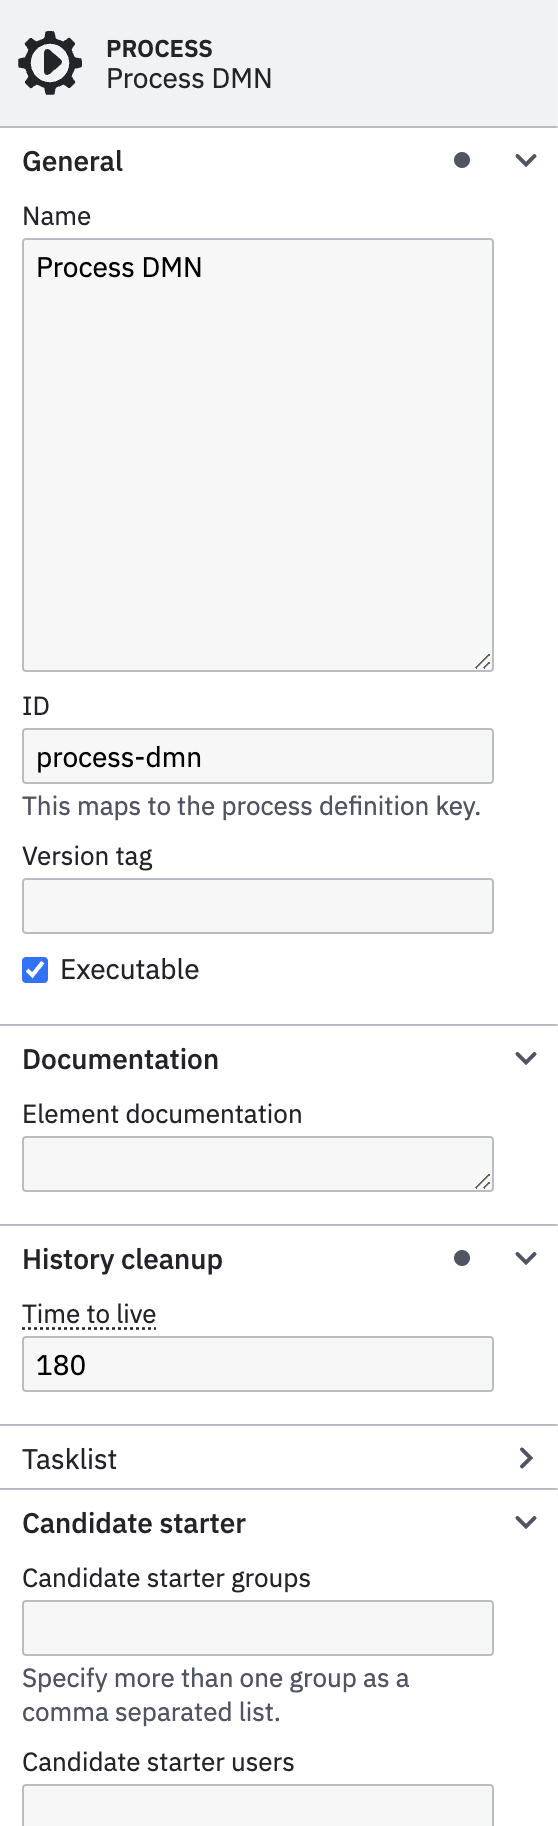 PROCESS
Process DMN
General
Name
Process DMN
ID
process-dmn
This maps to the process definition key.
Version tag
Executable
Documentation
Element documentation
History cleanup
Time to live
180
Tasklist
Candidate starter
Candidate starter groups
Specify more than one group as a
comma separated list.
Candidate starter users